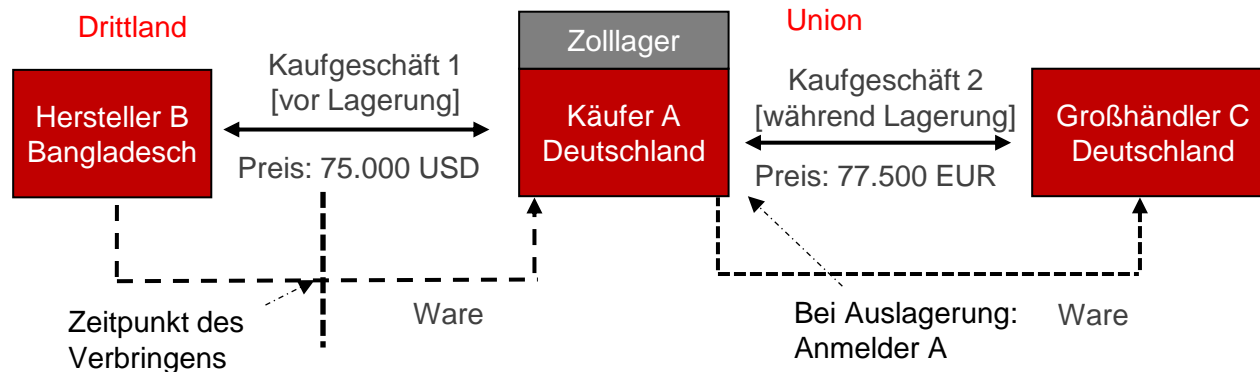 Drittland
Union
Zolllager
Kaufgeschäft 1
[vor Lagerung]
Kaufgeschäft 2
[während Lagerung]
Hersteller B
Bangladesch
Käufer A
Deutschland
Großhändler C
Deutschland
Preis: 75.000 USD
Preis: 77.500 EUR
Zeitpunkt des
Verbringens
Ware
Bei Auslagerung:
Anmelder A
Ware